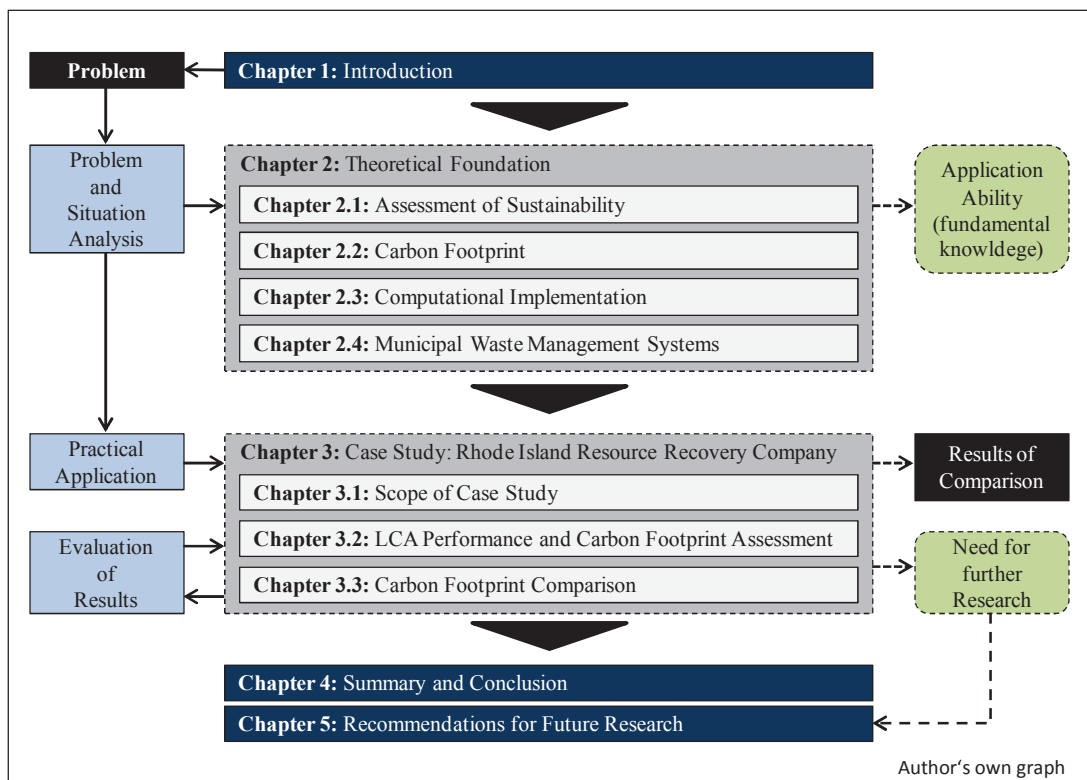 Problem
Chapter 1: Introduction
Problem
and
Situation
Analysis
Chapter 2: Theoretical Foundation
Chapter 2.1: Assessment of Sustainability
Chapter 2.2: Carbon Footprint
Chapter 2.3: Computational Implementation
Chapter 2.4: Municipal Waste Management Systems
Application
Ability
(fundamental
knowldege)
Practical
Application
Chapter 3: Case Study: Rhode Island Resource Recovery Company
Chapter 3.1: Scope of Case Study
Chapter 3.2: LCA Performance and Carbon Footprint Assessment
Chapter 3.3: Carbon Footprint Comparison
Results of
Comparison
Evaluation
of
Results
Need for
further
Research
Chapter 4: Summary and Conclusion
Chapter 5: Recommendations for Future Research
Author‘s own graph